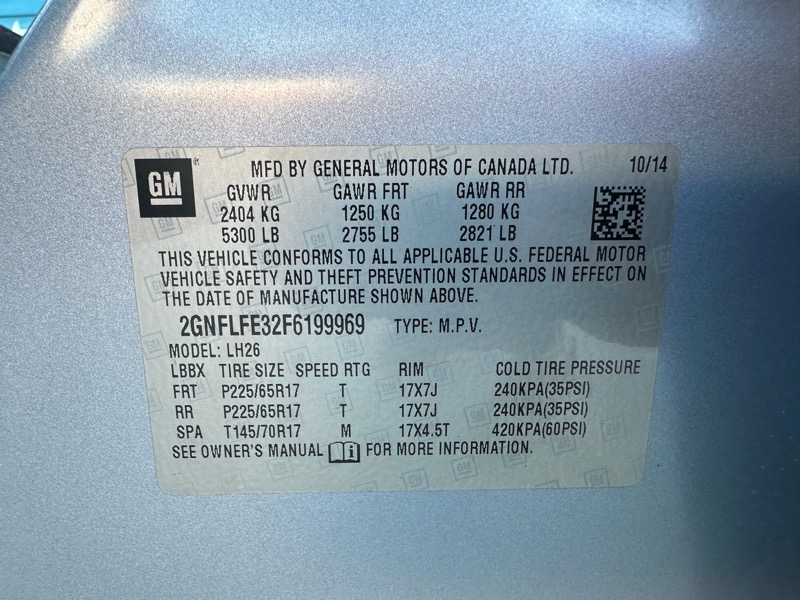 GM ® MFD BY GENERAL MOTORS OF CANADA LTD. 10/14
GVWR GAWR FRT GAWR RR
2404 KG 1250 KG 1280 KG
5300 LB 2755 LB 2821 LB
THIS VEHICLE CONFORMS TO ALL APPLICABLE U.S. FEDERAL MOTOR
VEHICLE SAFETY AND THEFT PREVENTION STANDARDS IN EFFECT ON
THE DATE OF MANUFACTURE SHOWN ABOVE.
2GNFLFE32F6199969 TYPE: M.P.V.
MODEL: LH26
LBBX TIRE SIZE SPEED RTG RIM COLD TIRE PRESSURE
FRT P225/65R17 T 17X7J 240KPA(35PSI)
RR P225/65R17 T 17X7J 240KPA(35PSI)
SPA T145/70R17 M 17X4.5T 420KPA(60PSI)
SEE OWNER'S MANUAL FOR MORE INFORMATION.